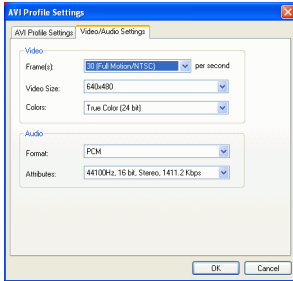 AVI Profile Settings
AVI Profile Settings Video/Audio Settings
Video
Frame(s): 30 (Full Motion/NTSC) per second
Video Size: 640x480
Colors: True Color (24 bit)
Audio
Format: PCM
Attributes: 44100Hz, 16 bit, Stereo, 1411.2 Kbps
OK Cancel